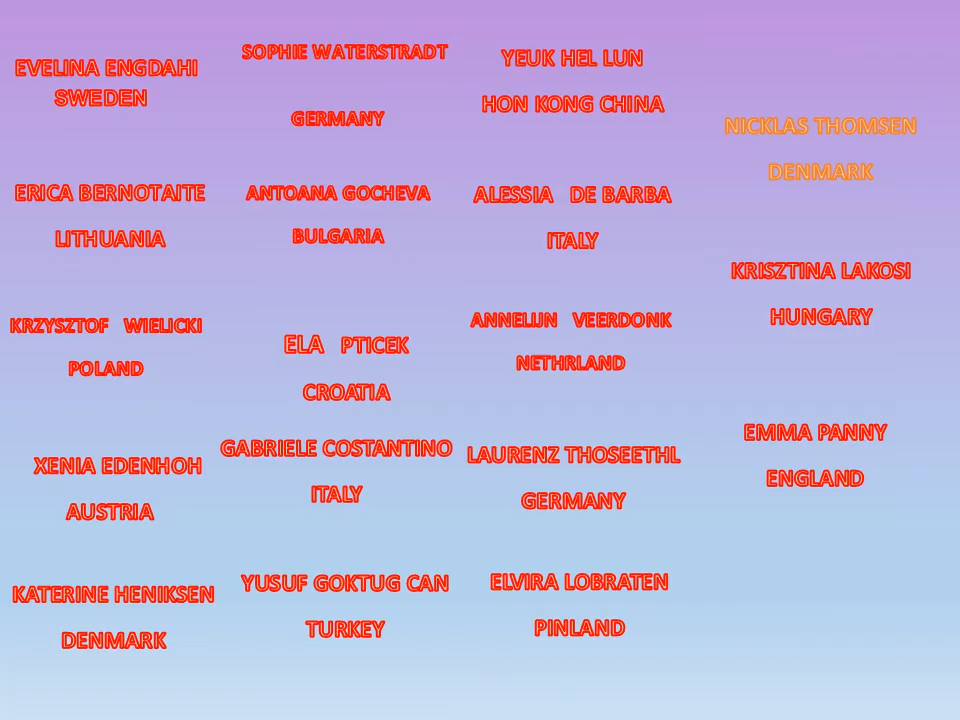 EVELINA ENGDAHI
SWEDEN
ERICA BERNOTAITE
LITHUANIA
KRZYSZTOF WIELICKI
POLAND
XENIA EDENHOH
AUSTRIA
KATERINE HENIKSEN
DENMARK
SOPHIE WATERSTRADT
GERMANY
ANTOANA GOCHEVA
BULGARIA
ELA PTICEK
CROATIA
GABRIELE COSTANTINO
ITALY
YUSUF GOKTUG CAN
TURKEY
YEUK HEL LUN
HON KONG CHINA
ALESSIA DE BARBA
ITALY
ANNELIJN VEERDONK
NETHRLAND
LAURENZ THOSEETHL
GERMANY
ELVIRA LOBRATEN
PINLAND
NICKLAS THOMSEN
DENMARK
KRISZTINA LAKOSI
HUNGARY
EMMA PANNY
ENGLAND